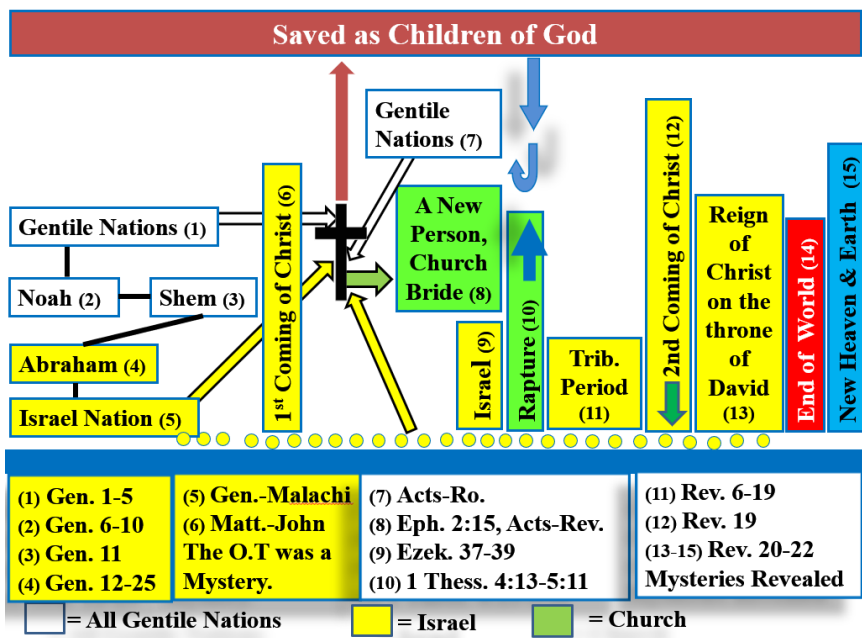 Saved as Children of God
Gentile
Nations (7)
Gentile Nations (1)
Noah (2)
Shem (3)
Abraham (4)
Israel Nation (5)
1st Coming of Christ (6)
A New
Person,
Church
Bride (8)
Israel (9)
Rapture (10)
Trib.
Period
(11)
2nd Coming of Christ (12)
Reign
of
Christ
on the
throne
of
David
(13)
End of World (14)
New Heaven & Earth (15)
(1) Gen. 1-5
(2) Gen. 6-10
(3) Gen. 11
(4) Gen. 12-25
(5) Gen.-Malachi
(6) Matt.-John
The O.T was a
Mystery.
(7) Acts-Ro.
(8) Eph. 2:15, Acts-Rev.
(9) Ezek. 37-39
(10) 1 Thess. 4:13-5:11
(11) Rev. 6-19
(12) Rev. 19
(13-15) Rev. 20-22
Mysteries Revealed
= All Gentile Nations
= Israel
= Church